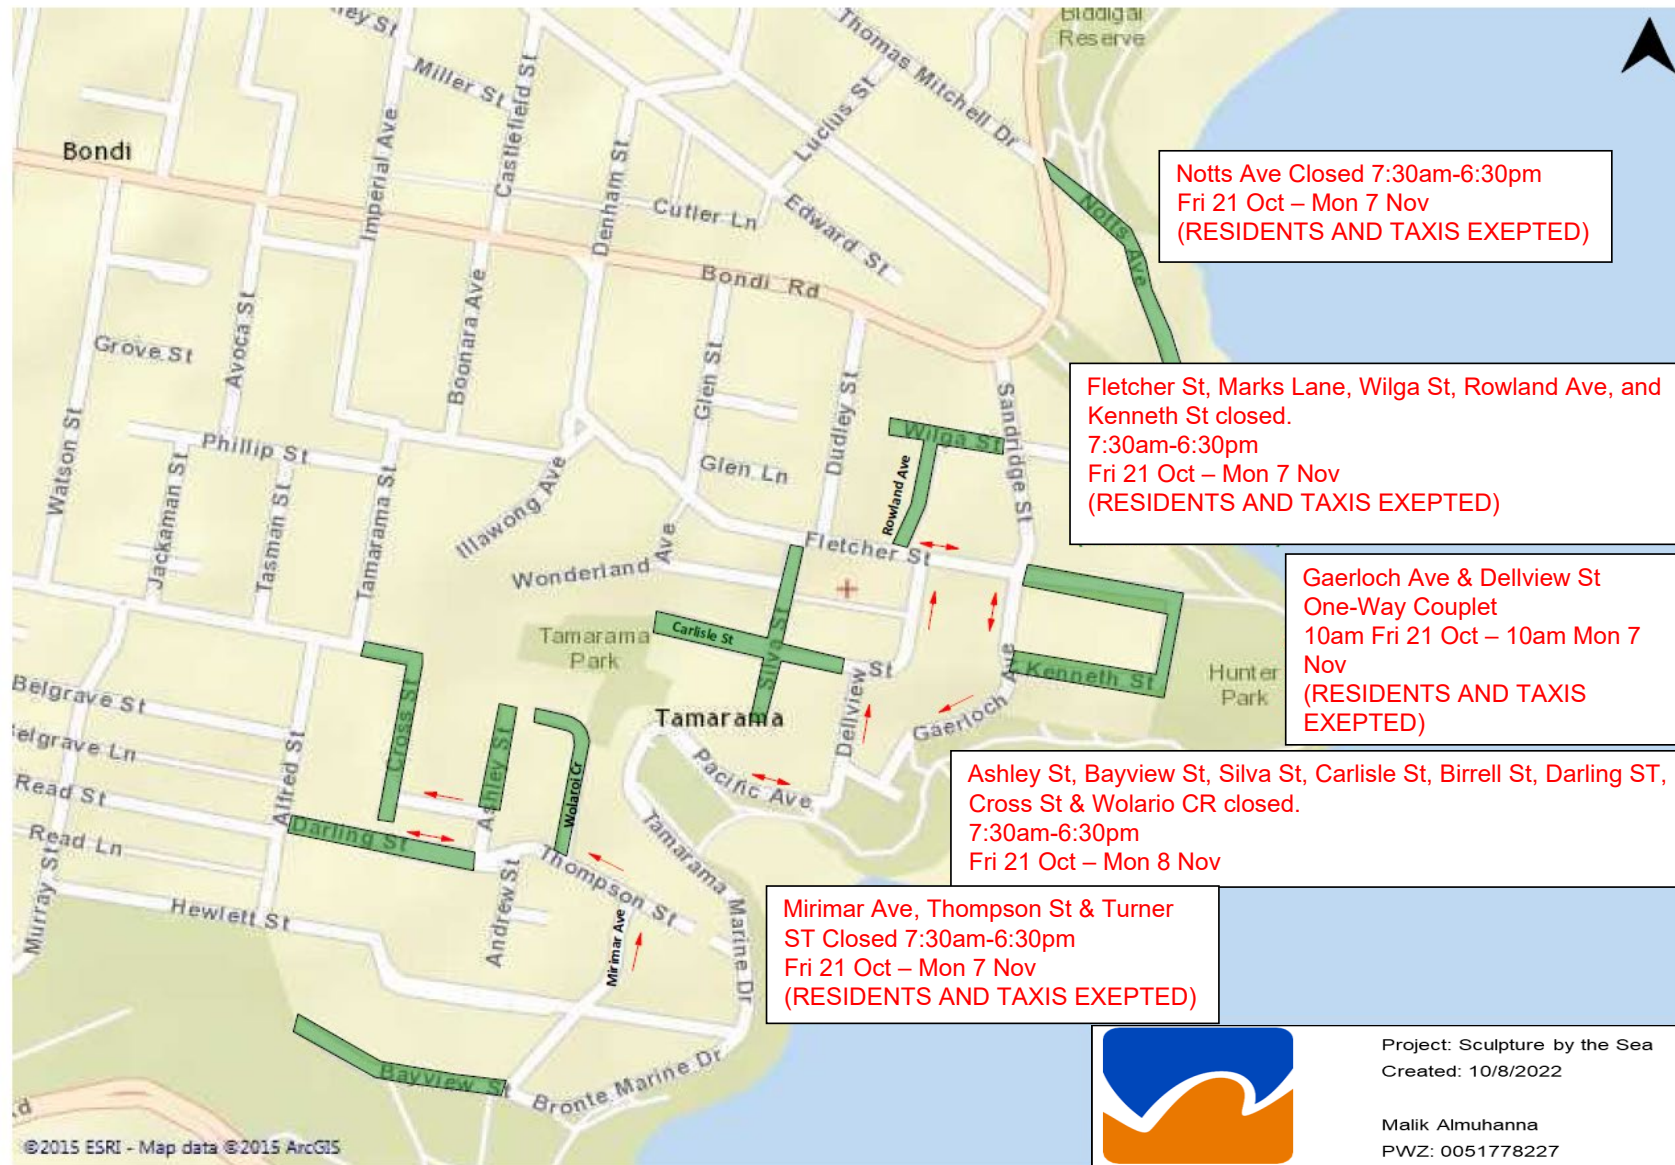 Biddigal
Reserve
ey St
Miller St
Thomas Mitchell Dr
Lucius St
Castlefield St
Imperial Ave
Denham St
Bondi
Cutler Ln
Edward St
Notts Ave
Notts Ave Closed 7:30am-6:30pm
Fri 21 Oct – Mon 7 Nov
(RESIDENTS AND TAXIS EXEPTED)
Bondi Rd
Grove St
Avoca St
Boonara Ave
Glen St
Dudley St
Sandridge St
Fletcher St, Marks Lane, Wilga St, Rowland Ave, and
Kenneth St closed.
7:30am-6:30pm
Fri 21 Oct – Mon 7 Nov
(RESIDENTS AND TAXIS EXEPTED)
Watson St
Phillip St
Jackaman St
Tasman St
Tamarama St
Illawong Ave
Glen Ln
Wilga St
Rowland Ave
Fletcher St
Wonderland Ave
Gaerloch Ave & Dellview St
One-Way Couplet
10am Fri 21 Oct – 10am Mon 7
Nov
(RESIDENTS AND TAXIS
EXEPTED)
Tamarama
Park
Carlisle St
Silva St
Dellview St
Kenneth St
Hunter
Park
Gaerloch Ave
Tamarama
Pacific Ave
Belgrave St
elgrave Ln
Read St
Read Ln
Alfred St
Cross St
Ashley St
Wolaroi Cr
Darling St
Thompson St
Tamarama Marine Dr
Ashley St, Bayview St, Silva St, Carlisle St, Birrell St, Darling ST,
Cross St & Wolario CR closed.
7:30am-6:30pm
Fri 21 Oct – Mon 8 Nov
Murray St
Hewlett St
Andrew St
Mirimar Ave
Mirimar Ave, Thompson St & Turner
ST Closed 7:30am-6:30pm
Fri 21 Oct – Mon 7 Nov
(RESIDENTS AND TAXIS EXEPTED)
Bayview St
Bronte Marine Dr
Rd
©2015 ESRI - Map data ©2015 ArcGIS
Project: Sculpture by the Sea
Created: 10/8/2022
Malik Almuhanna
PWZ: 0051778227